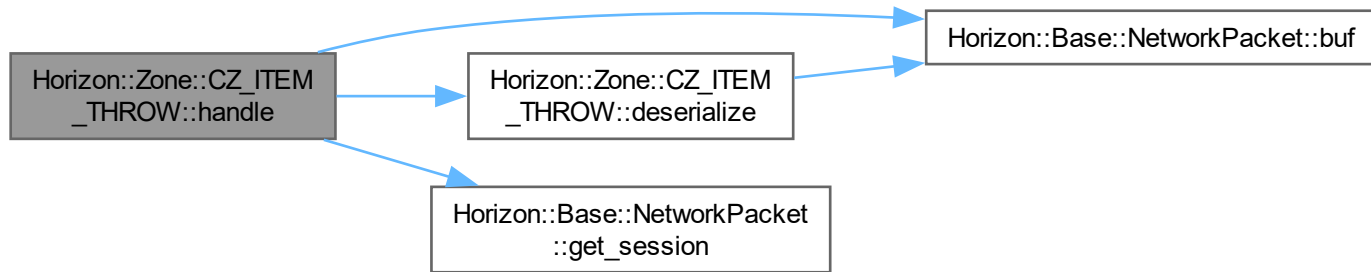 Horizon::Zone::CZ_ITEM
_THROW::handle
Horizon::Zone::CZ_ITEM
_THROW::deserialize
Horizon::Base::NetworkPacket::buf
Horizon::Base::NetworkPacket
::get_session